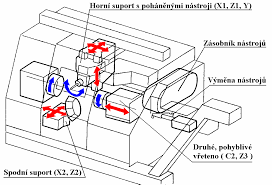 Horní suport s poháněnými nástroji (X1, Z1, Y)
Zásobník nástrojů
Výměna nástrojů
Druhé, pohyblivé
vřeteno ( C2, Z3 )
Spodní suport (X2, Z2)